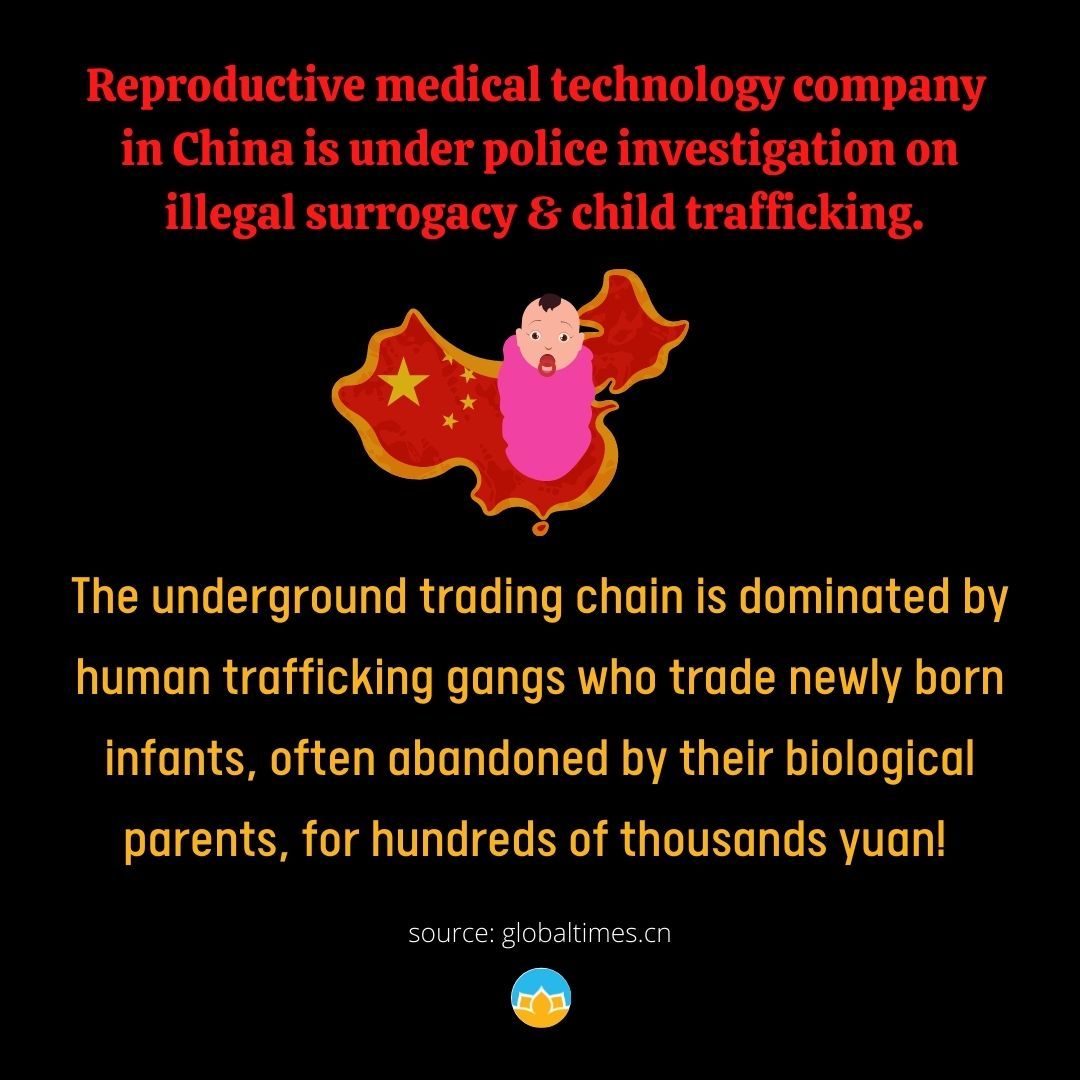 Reproductive medical technology company
in China is under police investigation on
illegal surrogacy & child trafficking.
The underground trading chain is dominated by
human trafficking gangs who trade newly born
infants, often abandoned by their biological
parents, for hundreds of thousands yuan!
source: globaltimes.cn